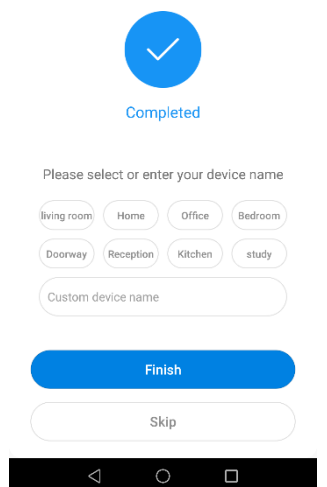 Completed
Please select or enter your device name
living room Home Office Bedroom
Doorway Reception Kitchen study
Custom device name
Finish
Skip